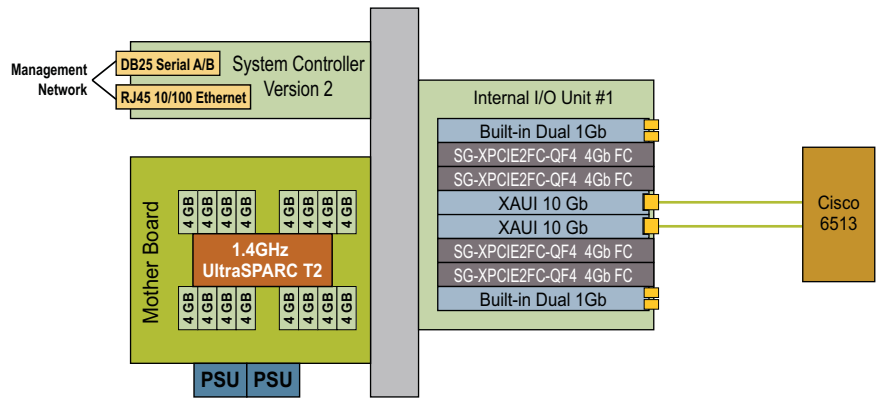 Management
Network
DB25 Serial A/B
RJ45 10/100 Ethernet
System Controller
Version 2
Mother Board
4 GB
4 GB
4 GB
4 GB
4 GB
4 GB
4 GB
4 GB
1.4GHz
UltraSPARC T2
4 GB
4 GB
4 GB
4 GB
4 GB
4 GB
4 GB
4 GB
PSU
PSU
Internal I/O Unit #1
Built-in Dual 1Gb
SG-XPCIE2FC-QF4 4Gb FC
SG-XPCIE2FC-QF4 4Gb FC
XAUI 10 Gb
XAUI 10 Gb
SG-XPCIE2FC-QF4 4Gb FC
SG-XPCIE2FC-QF4 4Gb FC
Built-in Dual 1Gb
Cisco
6513